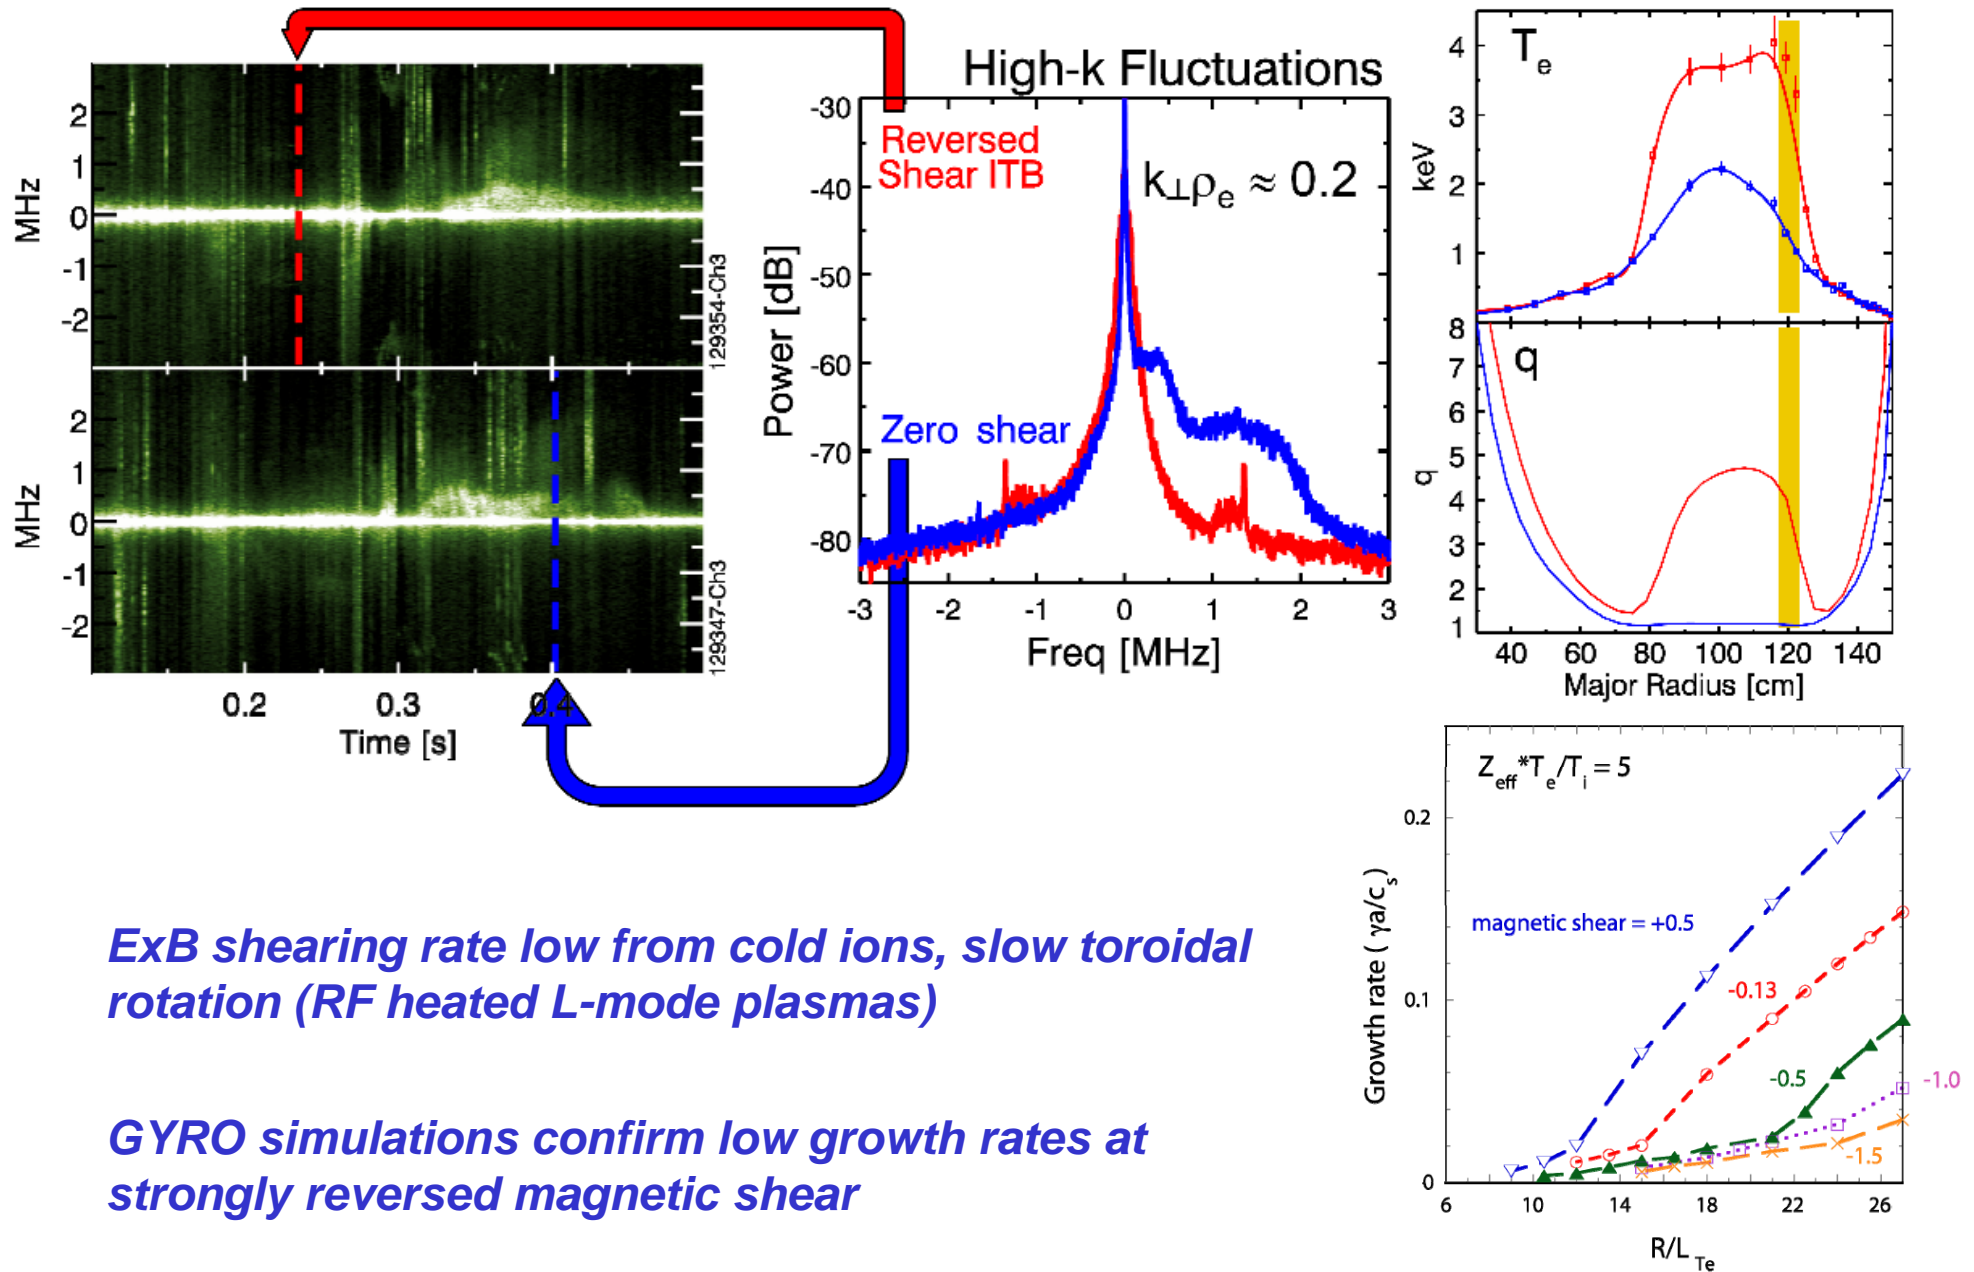 High-k Fluctuations
2
1
0
-1
-2
MHz
129354-Ch3
2
1
0
-1
-2
MHz
129347-Ch3
0.2
0.3
0.4
Time [s]
-30
-40
-50
-60
-70
-80
Power [dB]
Reversed
Shear ITB
k⊥ρe ≈ 0.2
Zero shear
-3
-2
-1
0
1
2
3
Freq [MHz]
Te
4
3
2
1
keV
q
8
7
6
5
4
3
2
1
q
40
60
80
100
120
140
Major Radius [cm]
Zeff*Te/Ti = 5
0.2
0.1
0
Growth rate ( γa/cs)
magnetic shear = +0.5
-0.13
-0.5
-1.0
-1.5
6
10
14
18
22
26
R/LTe
ExB shearing rate low from cold ions, slow toroidal
rotation (RF heated L-mode plasmas)
GYRO simulations confirm low growth rates at
strongly reversed magnetic shear